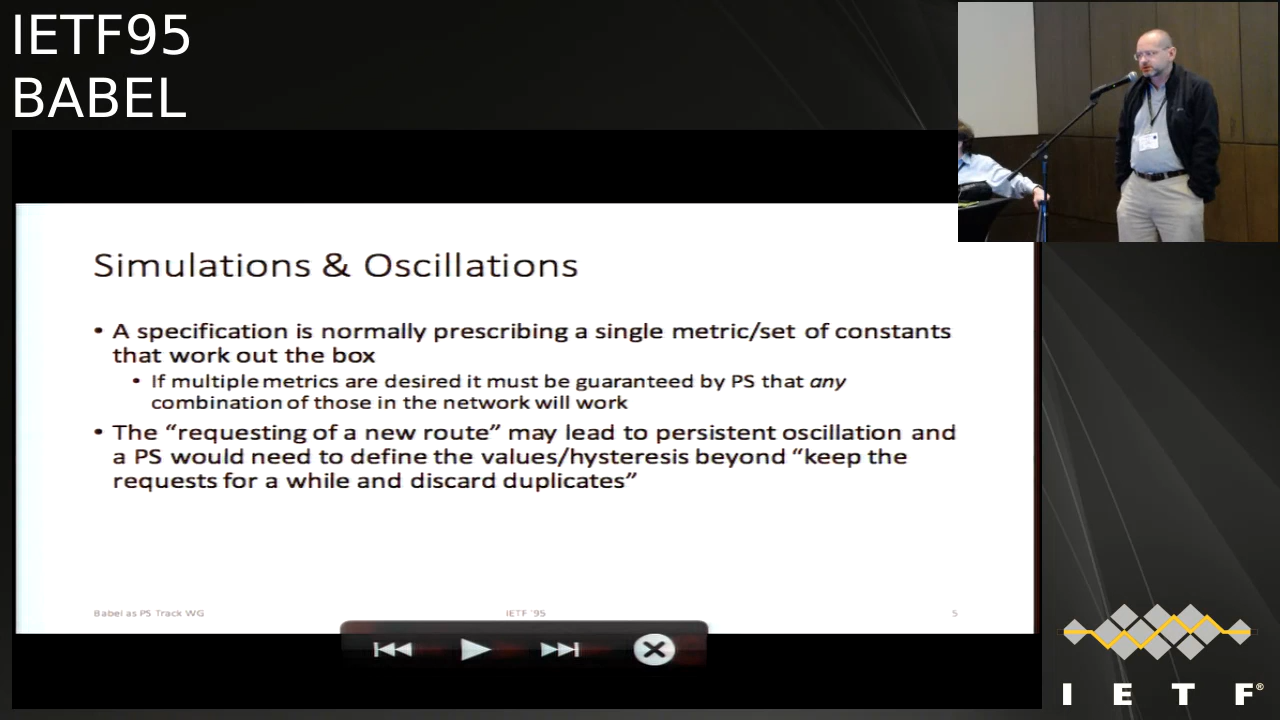 IETF95
BABEL
Simulations & Oscillations
• A specification is normally prescribing a single metric/set of constants
that work out the box
• If multiple metrics are desired it must be guaranteed by PS that any
combination of those in the network will work
• The “requesting of a new route” may lead to persistent oscillation and
a PS would need to define the values/hysteresis beyond “keep the
requests for a while and discard duplicates”
Babel as PS Track WG
IETF '95
5
I E T F®